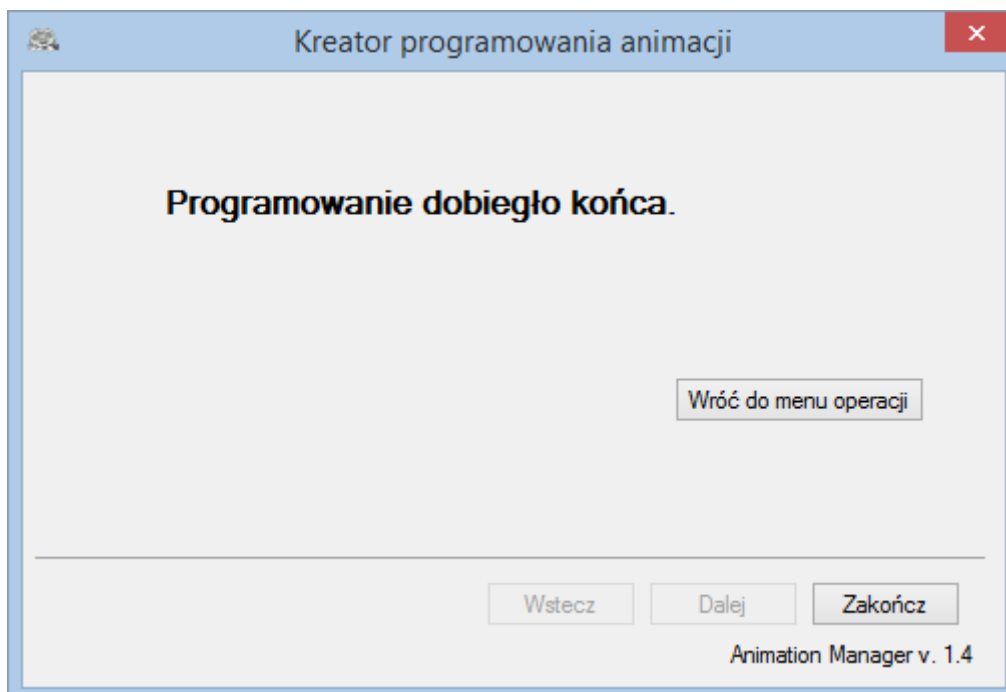 Kreator programowania animacji
Programowanie dobiegło końca.
Wróć do menu operacji
Wstecz Dalej Zakończ
Animation Manager v. 1.4